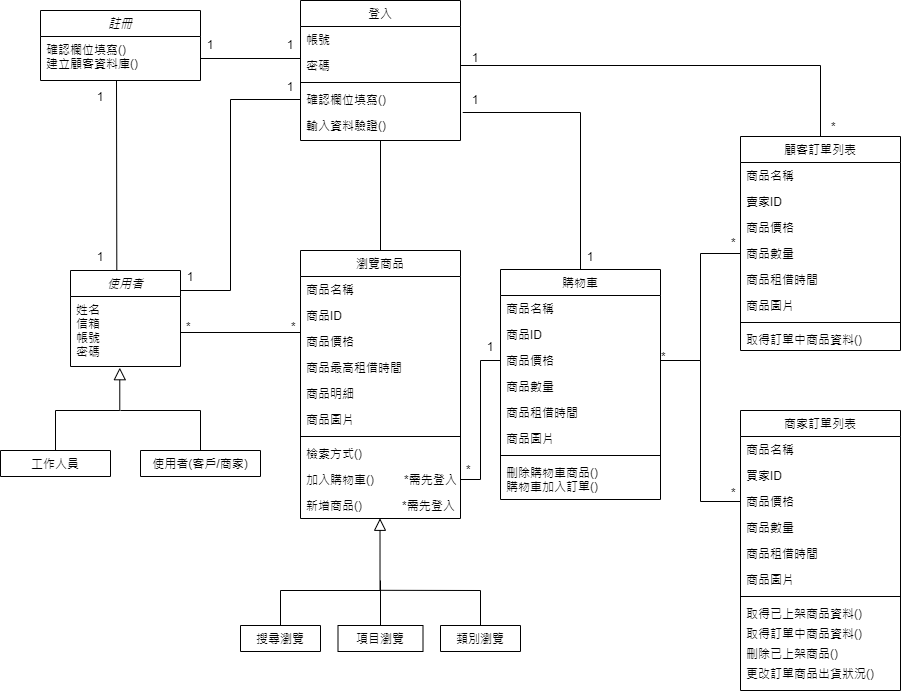 註冊
確認欄位填寫()
建立顧客資料庫()
1
1
登入
帳號
密碼
確認欄位填寫()
輸入資料驗證()
1
*
1
1
1
1
1
1
使用者
姓名
信箱
帳號
密碼
*
*
工作人員
使用者(客戶/商家)
瀏覽商品
商品名稱
商品ID
商品價格
商品最高租借時間
商品明細
商品圖片
檢索方式()
加入購物車() *需先登入
新增商品() *需先登入
*
1
搜尋瀏覽
項目瀏覽
類別瀏覽
購物車
商品名稱
商品ID
商品價格
商品數量
商品租借時間
商品圖片
刪除購物車商品()
購物車加入訂單()
*
*
*
顧客訂單列表
商品名稱
賣家ID
商品價格
商品數量
商品租借時間
商品圖片
取得訂單中商品資料()
商家訂單列表
商品名稱
買家ID
商品價格
商品數量
商品租借時間
商品圖片
取得已上架商品資料()
取得訂單中商品資料()
刪除已上架商品()
更改訂單商品出貨狀況()